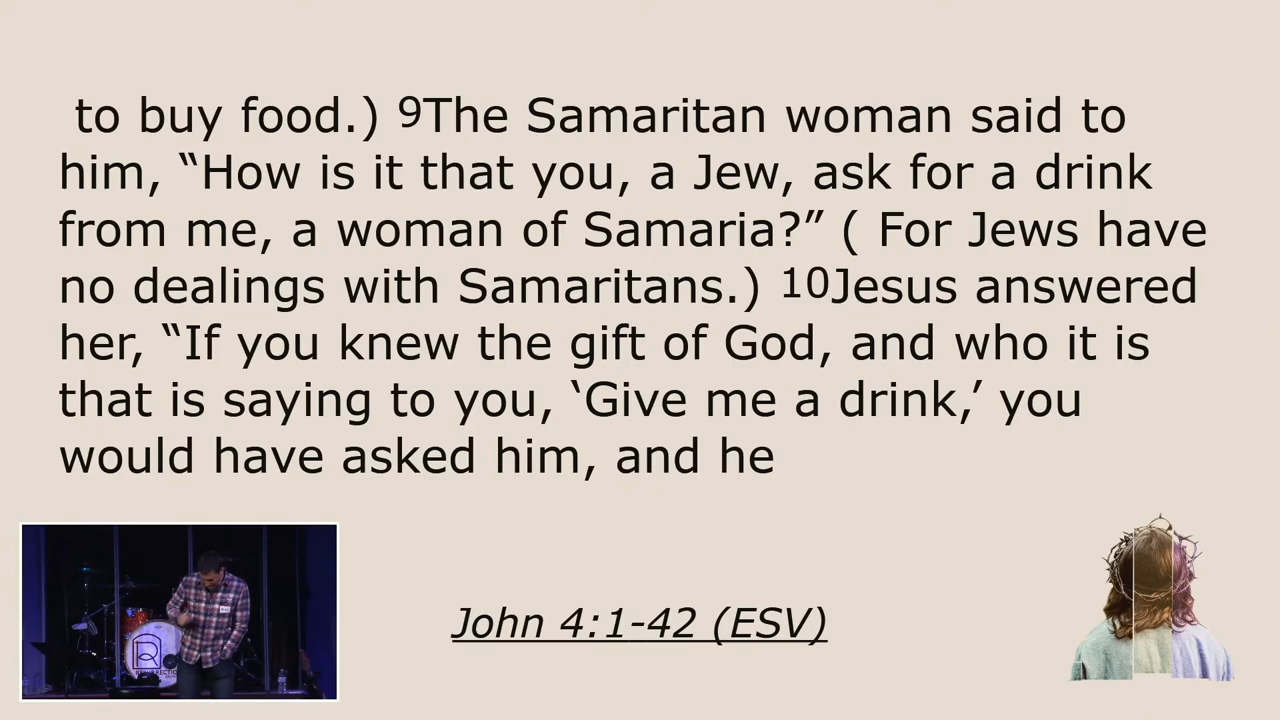 to buy food.) 9The Samaritan woman said to
him, “How is it that you, a Jew, ask for a drink
from me, a woman of Samaria?” ( For Jews have
no dealings with Samaritans.) 10Jesus answered
her, “If you knew the gift of God, and who it is
that is saying to you, ‘Give me a drink,’ you
would have asked him, and he
John 4:1-42 (ESV)